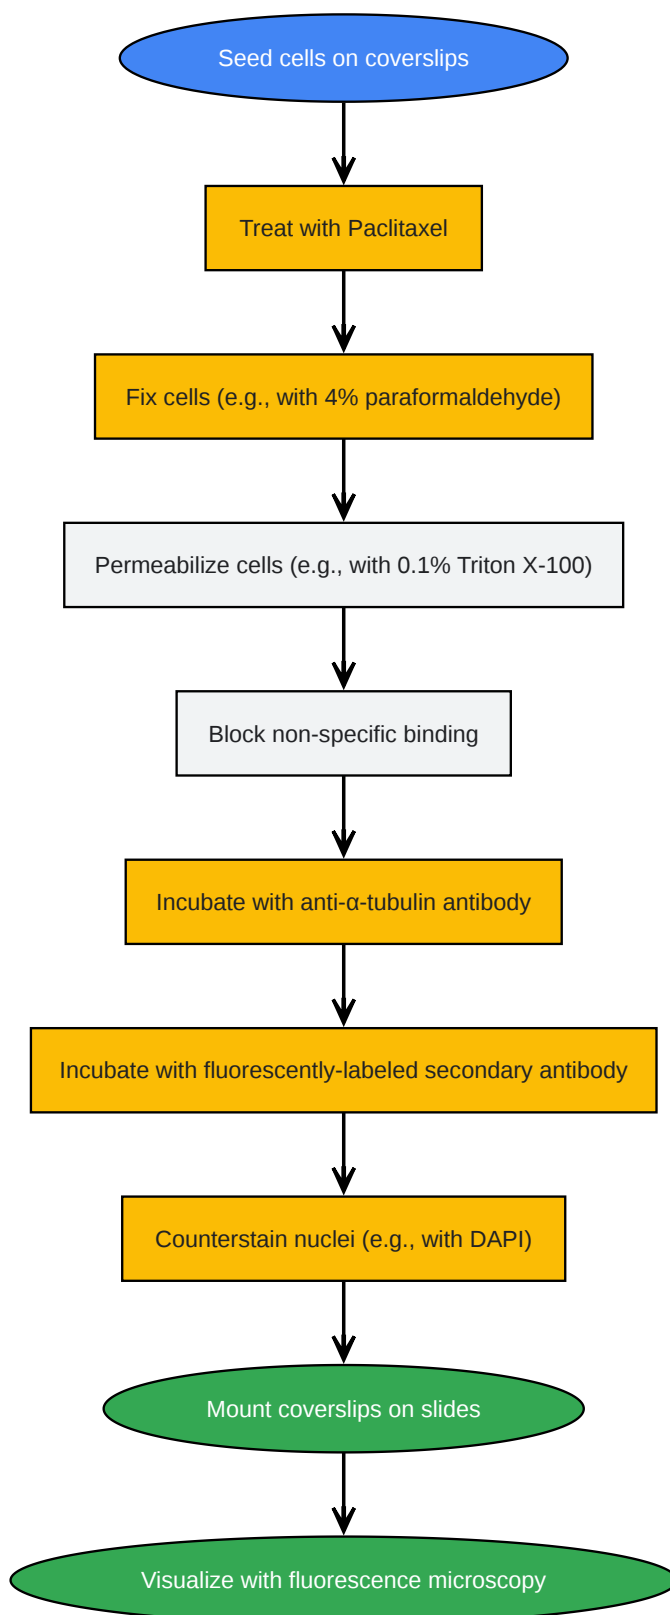 Seed cells on coverslips
Treat with Paclitaxel
Fix cells (e.g., with 4% paraformaldehyde)
Permeabilize cells (e.g., with 0.1% Triton X-100)
Block non-specific binding
Incubate with anti-α-tubulin antibody
Incubate with fluorescently-labeled secondary antibody
Counterstain nuclei (e.g., with DAPI)
Mount coverslips on slides
Visualize with fluorescence microscopy